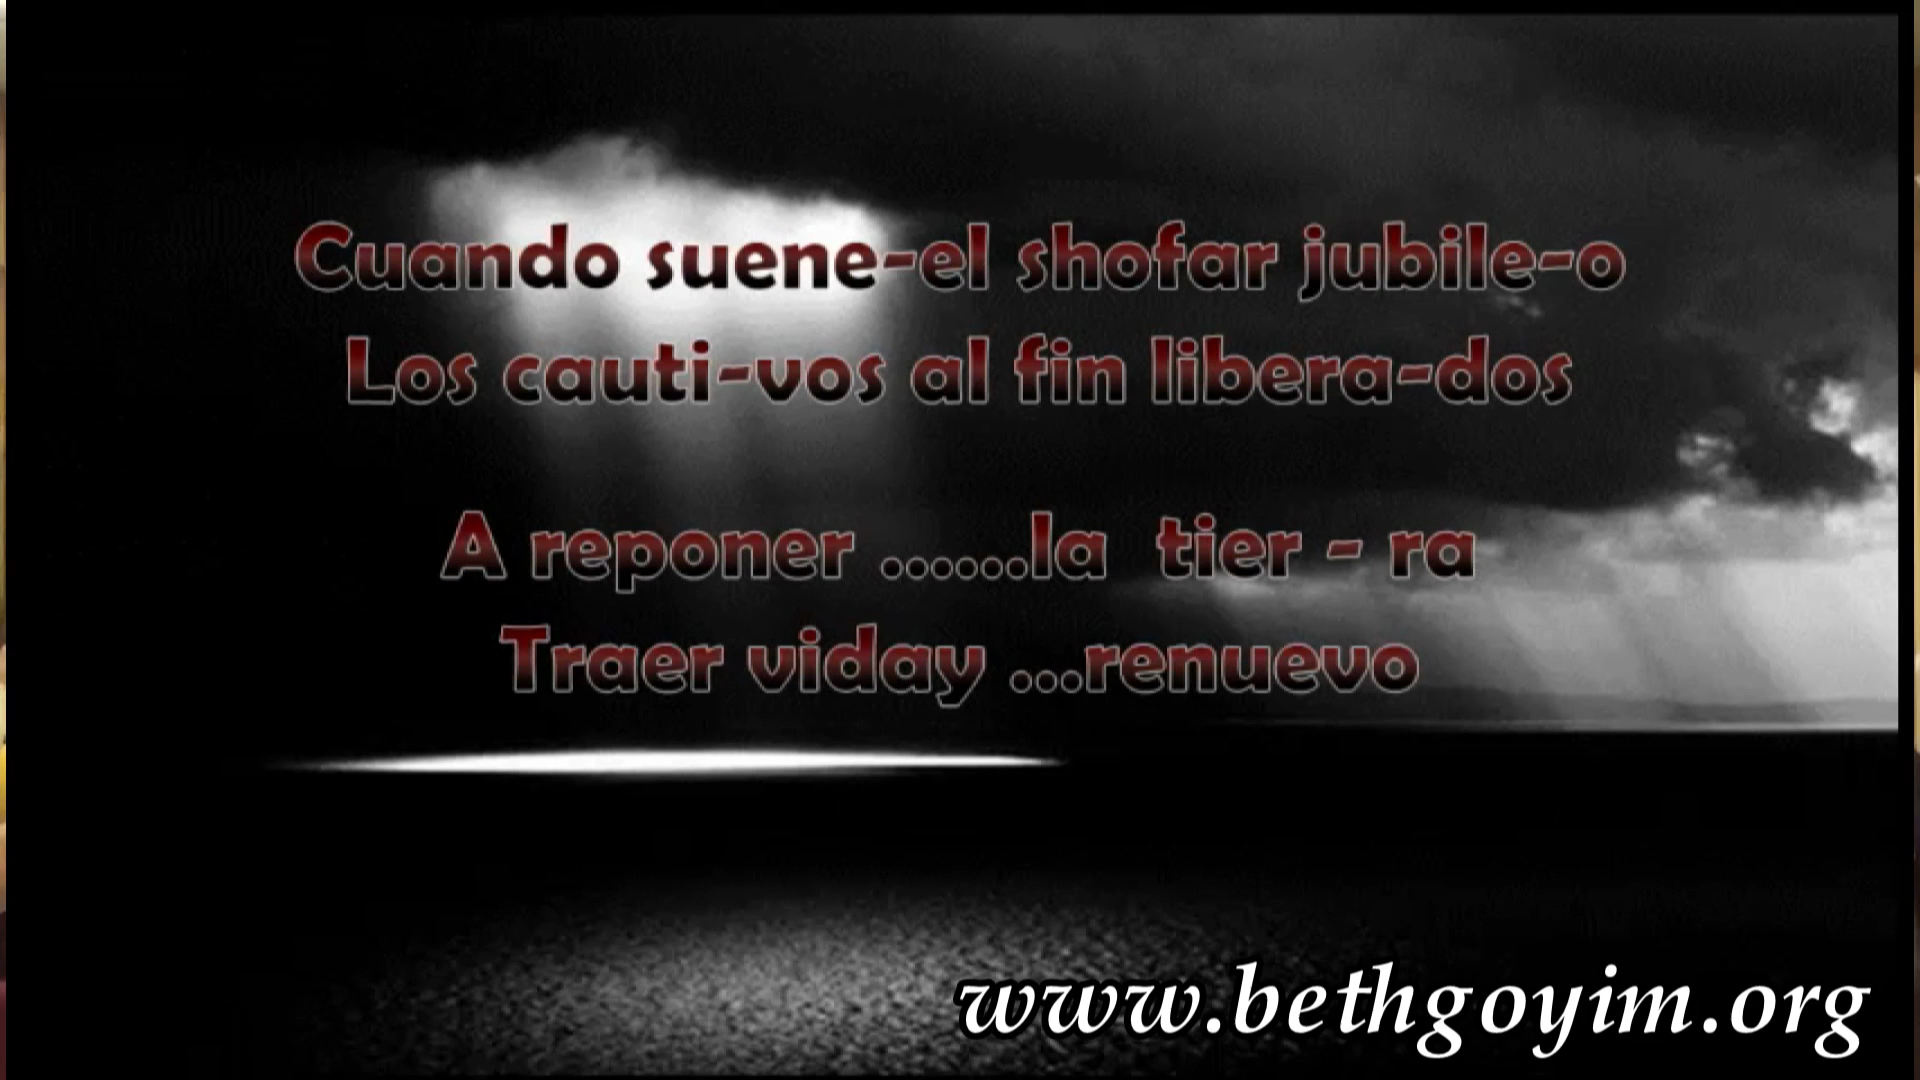 Cuando suene-el shofar jubile-o
Los cauti-vos al fin libera-dos
A reponer ......la  tier - ra
Traer viday ...renuevo
www.bethgoyim.org